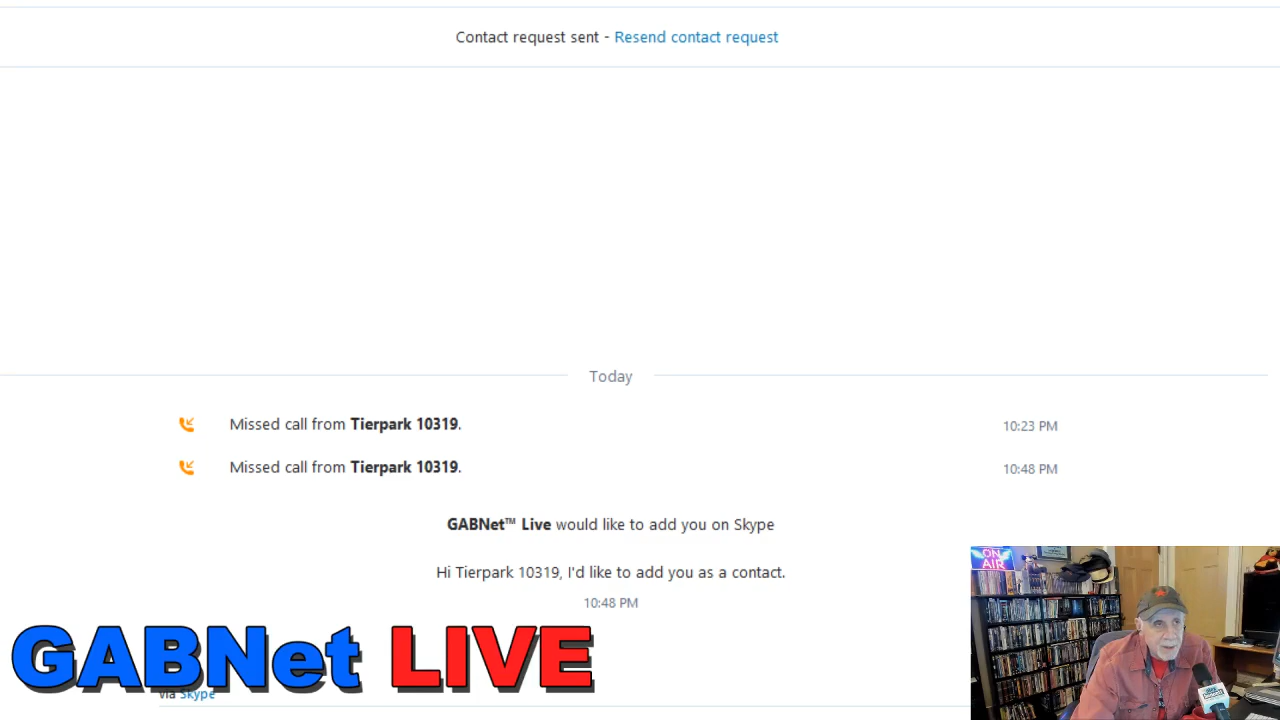 Contact request sent - Resend contact request
Today
Missed call from Tierpark 10319. 10:23 PM
Missed call from Tierpark 10319. 10:48 PM
GABNet™ Live would like to add you on Skype
Hi Tierpark 10319, I'd like to add you as a contact.
10:48 PM
GABNet LIVE
via Skype
ON
AIR